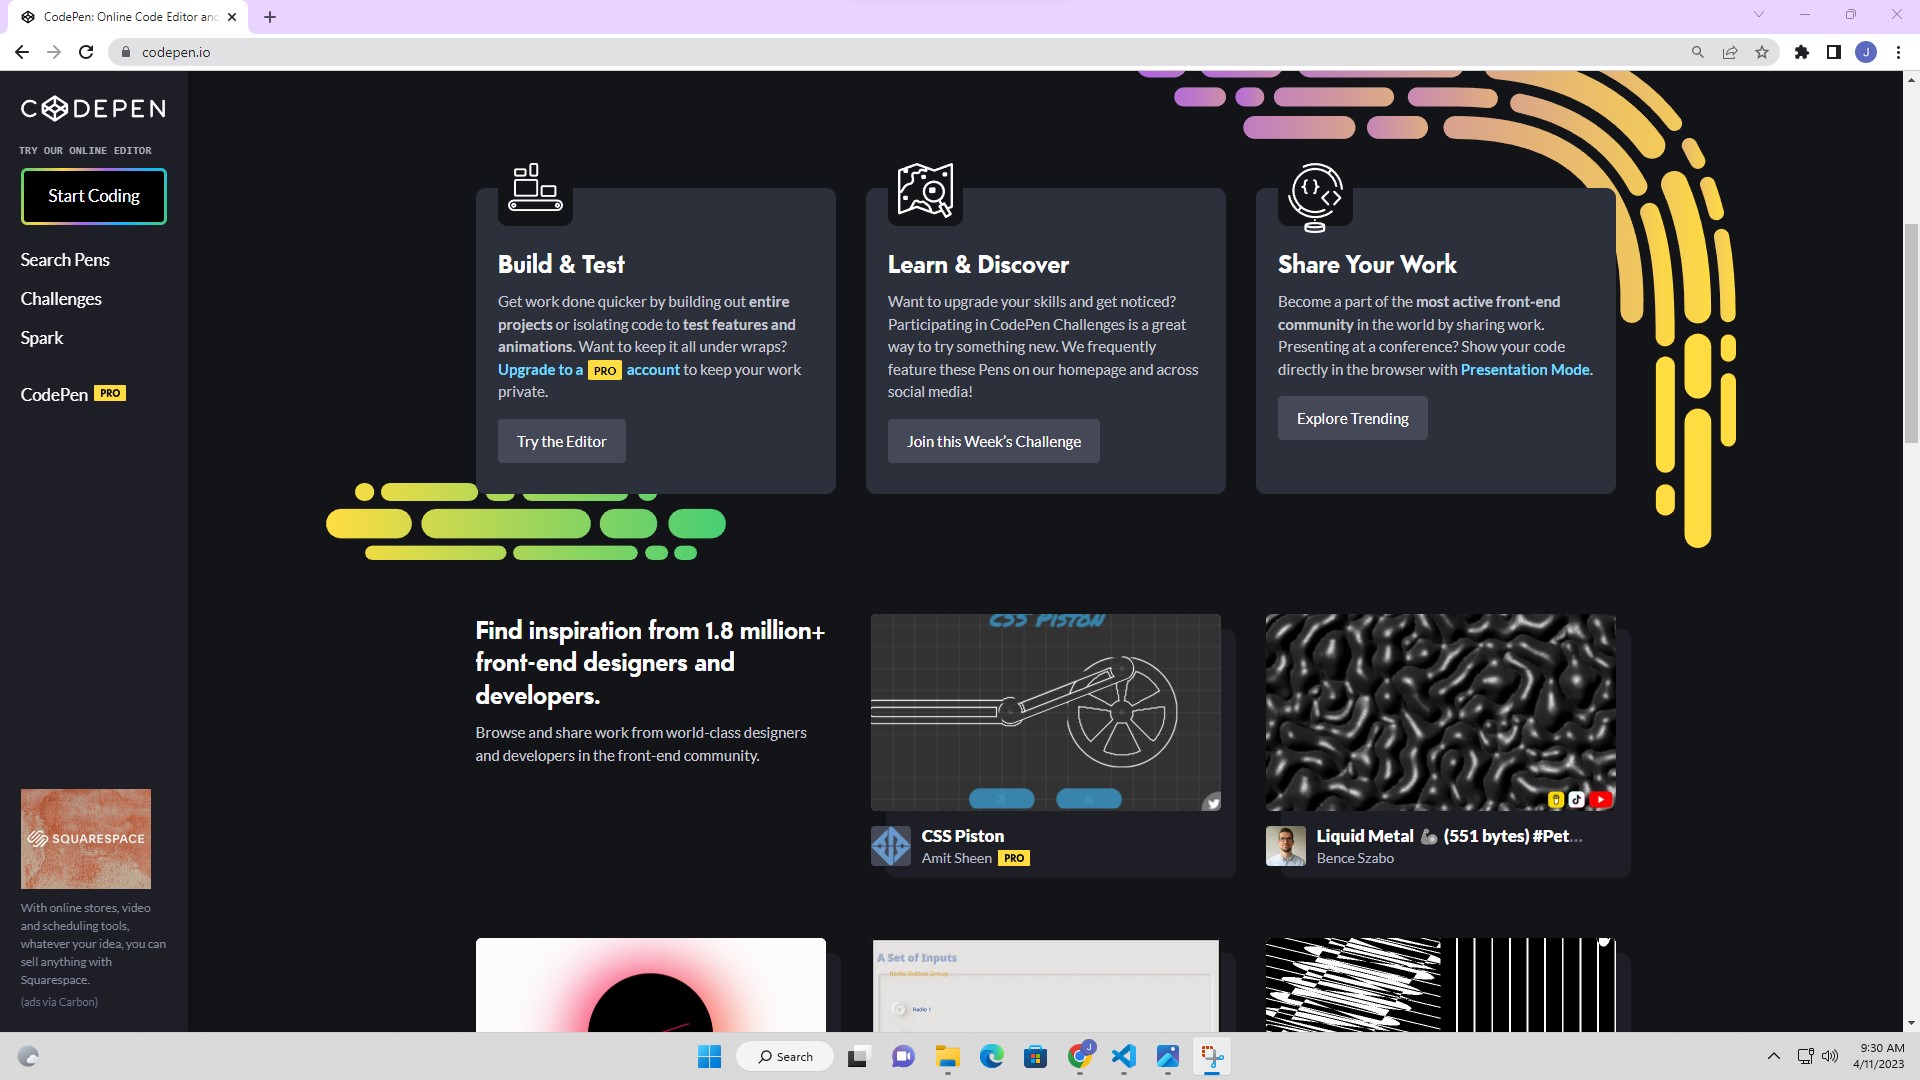 CodePen: Online Code Editor and
codepen.io
J
CODEPEN
TRY OUR ONLINE EDITOR
Start Coding
Search Pens
Challenges
Spark
CodePen PRO
SQUARESPACE
With online stores, video
and scheduling tools,
whatever your idea, you can
sell anything with
Squarespace.
(ads via Carbon)
Build & Test
Get work done quicker by building out entire
projects or isolating code to test features and
animations. Want to keep it all under wraps?
Upgrade to a PRO account to keep your work
private.
Try the Editor
Learn & Discover
Want to upgrade your skills and get noticed?
Participating in CodePen Challenges is a great
way to try something new. We frequently
feature these Pens on our homepage and across
social media!
Join this Week’s Challenge
Share Your Work
Become a part of the most active front-end
community in the world by sharing work.
Presenting at a conference? Show your code
directly in the browser with Presentation Mode.
Explore Trending
Find inspiration from 1.8 million+
front-end designers and
developers.
Browse and share work from world-class designers
and developers in the front-end community.
CSS PISTON
CSS Piston
Amit Sheen PRO
Liquid Metal 🦾 (551 bytes) #Pet...
Bence Szabo
A Set of Inputs
Radio Button Group
Radio 1
Search
J
9:30 AM
4/11/2023